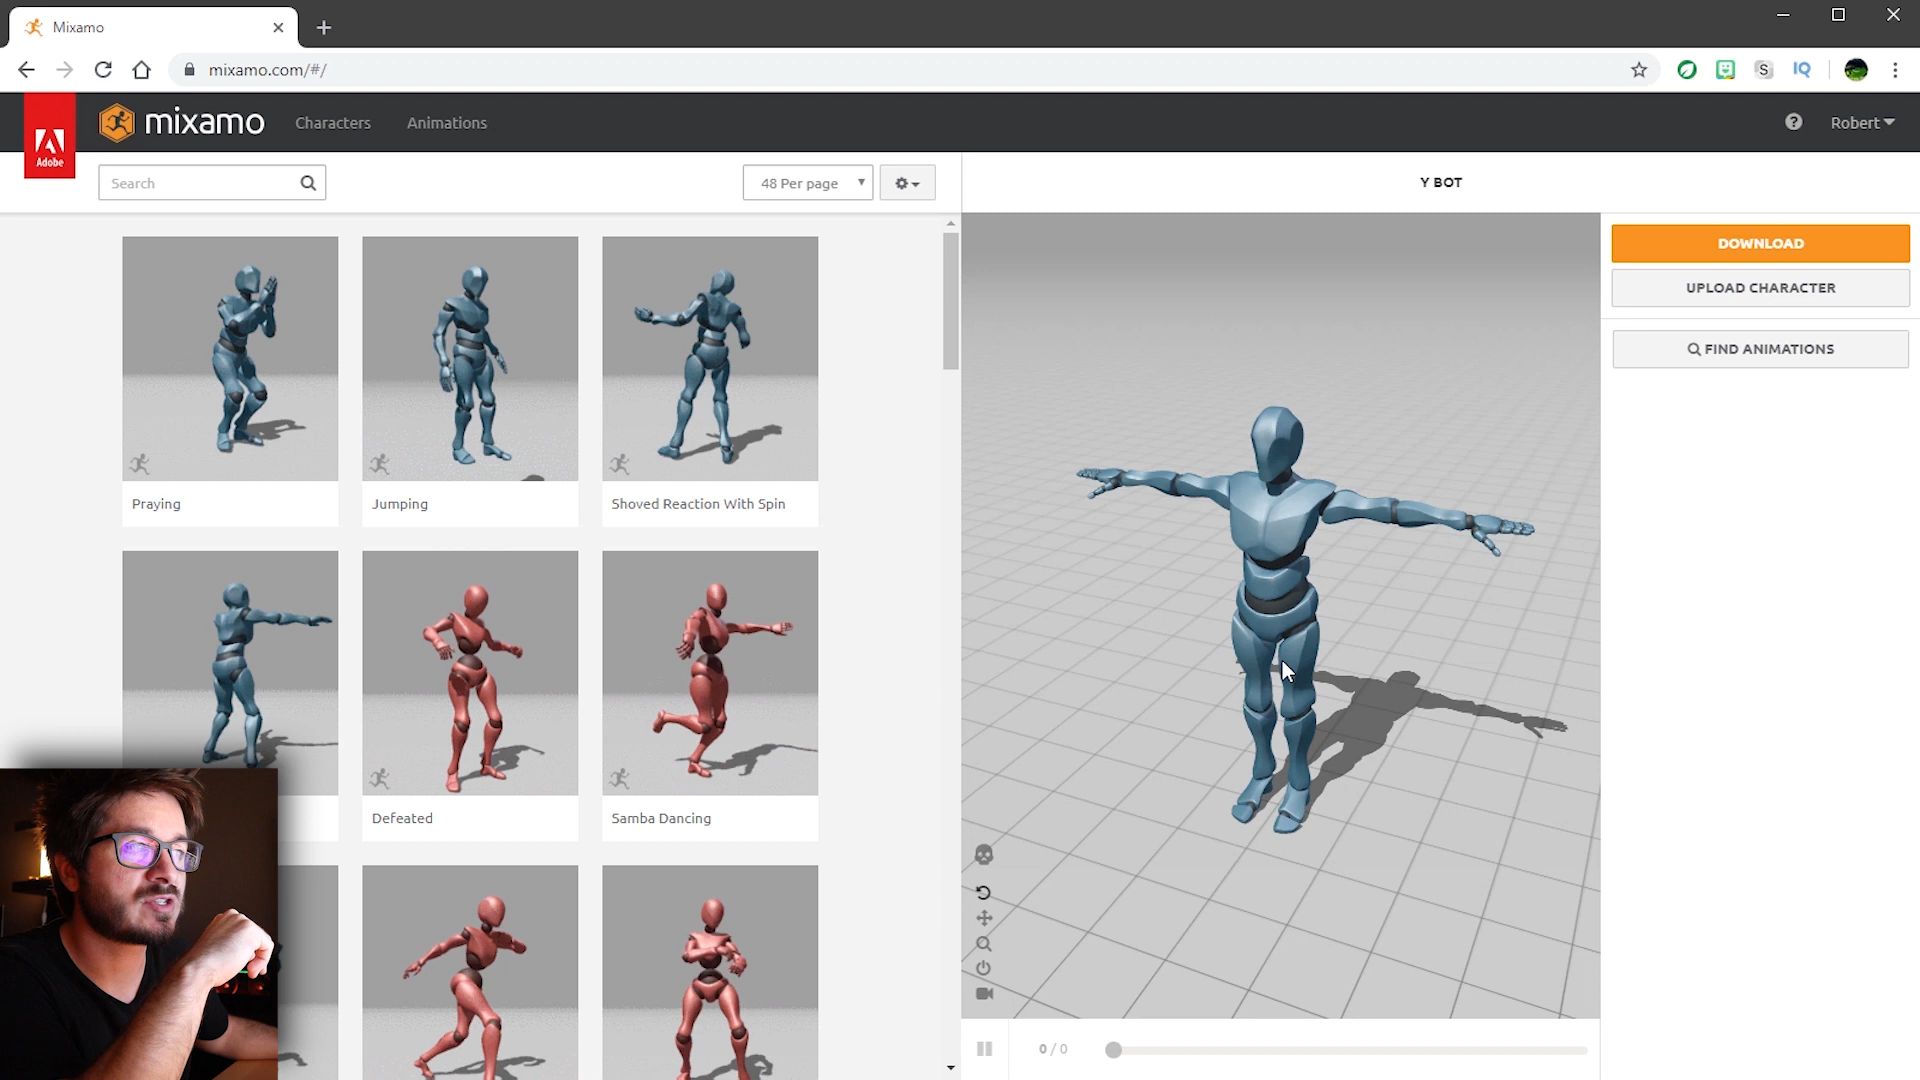 Mixamo
mixamo.com/#/
S
IQ
Adobe
mixamo
Characters
Animations
Robert
Search
48 Per page
Y BOT
DOWNLOAD
UPLOAD CHARACTER
FIND ANIMATIONS
Praying
Jumping
Shoved Reaction With Spin
Defeated
Samba Dancing
0 / 0